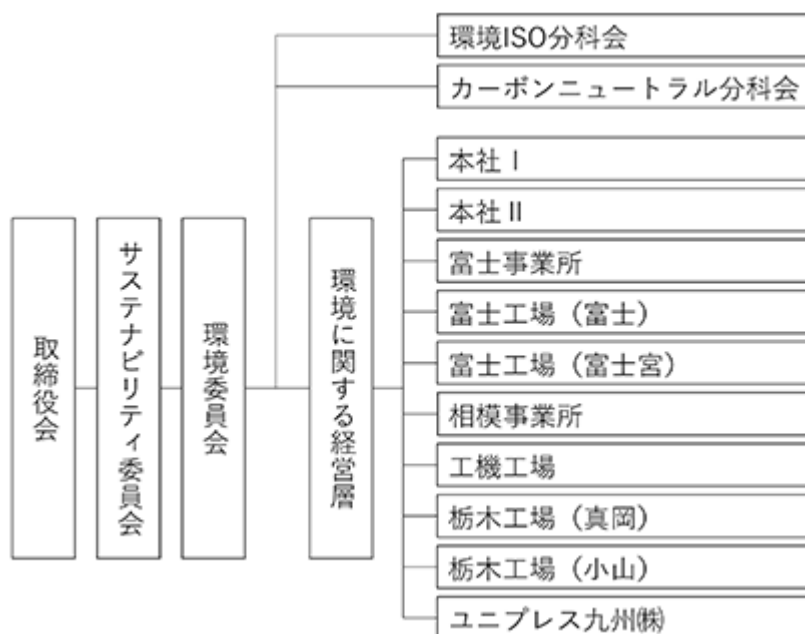 取締役会
サステナビリティ委員会
環境委員会
環境に関する経営層
環境ISO分科会
カーボンニュートラル分科会
本社Ⅰ
本社Ⅱ
富士事業所
富士工場（富士）
富士工場（富士宮）
相模事業所
工機工場
栃木工場（真岡）
栃木工場（小山）
ユニプレス九州㈱